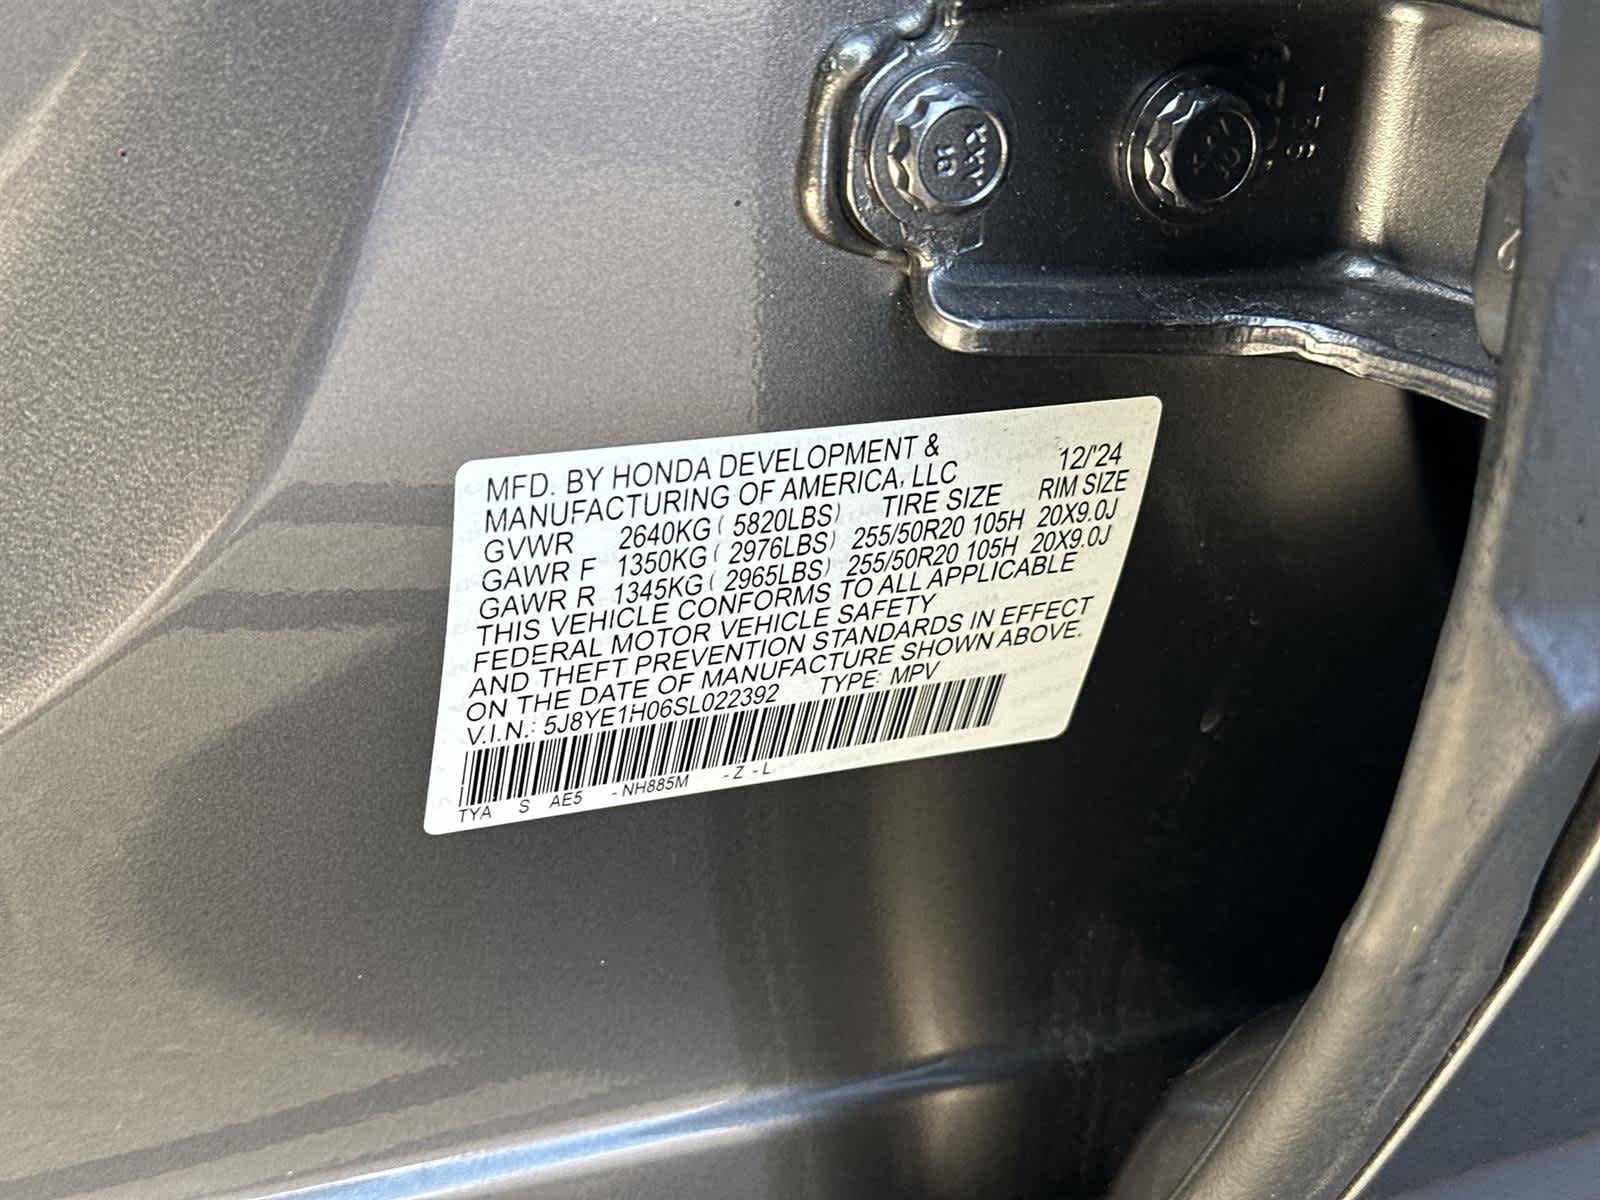 MFD. BY HONDA DEVELOPMENT & 12/'24
MANUFACTURING OF AMERICA, LLC
TIRE SIZE RIM SIZE
GVWR 2640KG ( 5820LBS)
GAWR F 1350KG ( 2976LBS) 255/50R20 105H 20X9.0J
GAWR R 1345KG ( 2965LBS) 255/50R20 105H 20X9.0J
THIS VEHICLE CONFORMS TO ALL APPLICABLE
FEDERAL MOTOR VEHICLE SAFETY
AND THEFT PREVENTION STANDARDS IN EFFECT
ON THE DATE OF MANUFACTURE SHOWN ABOVE.
V.I.N.: 5J8YE1H06SL022392 TYPE: MPV
TYA S AE5 - NH885M - Z - L